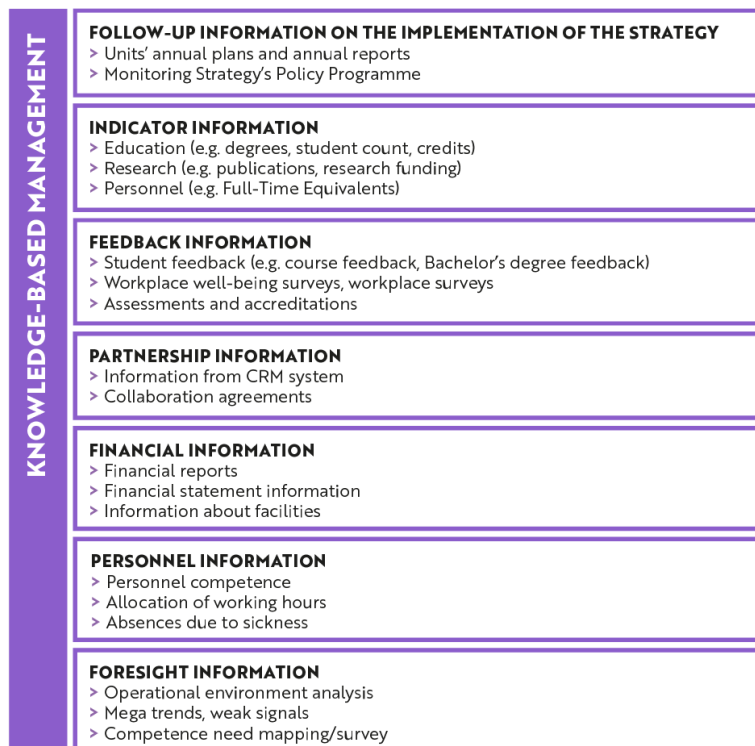 KNOWLEDGE-BASED MANAGEMENT
FOLLOW-UP INFORMATION ON THE IMPLEMENTATION OF THE STRATEGY
> Units’ annual plans and annual reports
> Monitoring Strategy’s Policy Programme
INDICATOR INFORMATION
> Education (e.g. degrees, student count, credits)
> Research (e.g. publications, research funding)
> Personnel (e.g. Full-Time Equivalents)
FEEDBACK INFORMATION
> Student feedback (e.g. course feedback, Bachelor’s degree feedback)
> Workplace well-being surveys, workplace surveys
> Assessments and accreditations
PARTNERSHIP INFORMATION
> Information from CRM system
> Collaboration agreements
FINANCIAL INFORMATION
> Financial reports
> Financial statement information
> Information about facilities
PERSONNEL INFORMATION
> Personnel competence
> Allocation of working hours
> Absences due to sickness
FORESIGHT INFORMATION
> Operational environment analysis
> Mega trends, weak signals
> Competence need mapping/survey